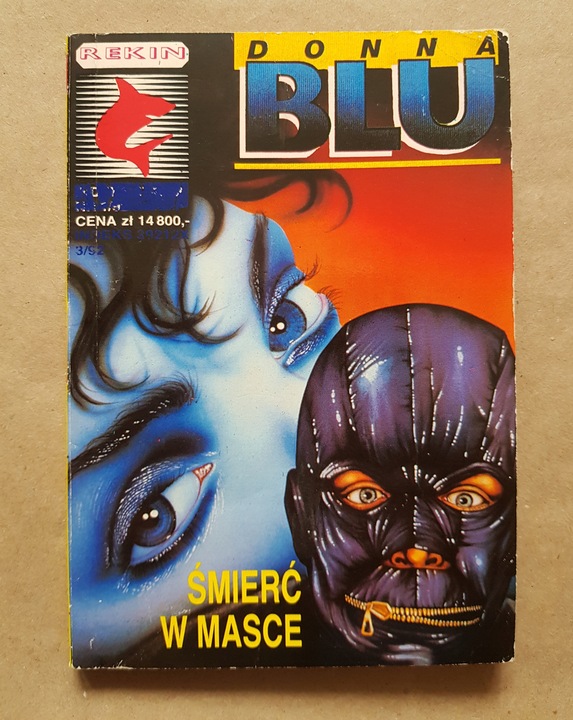 REKIN
DONNA
BLU
CENA zł 14 800,-
3/92
ŚMIERĆ
W MASCE